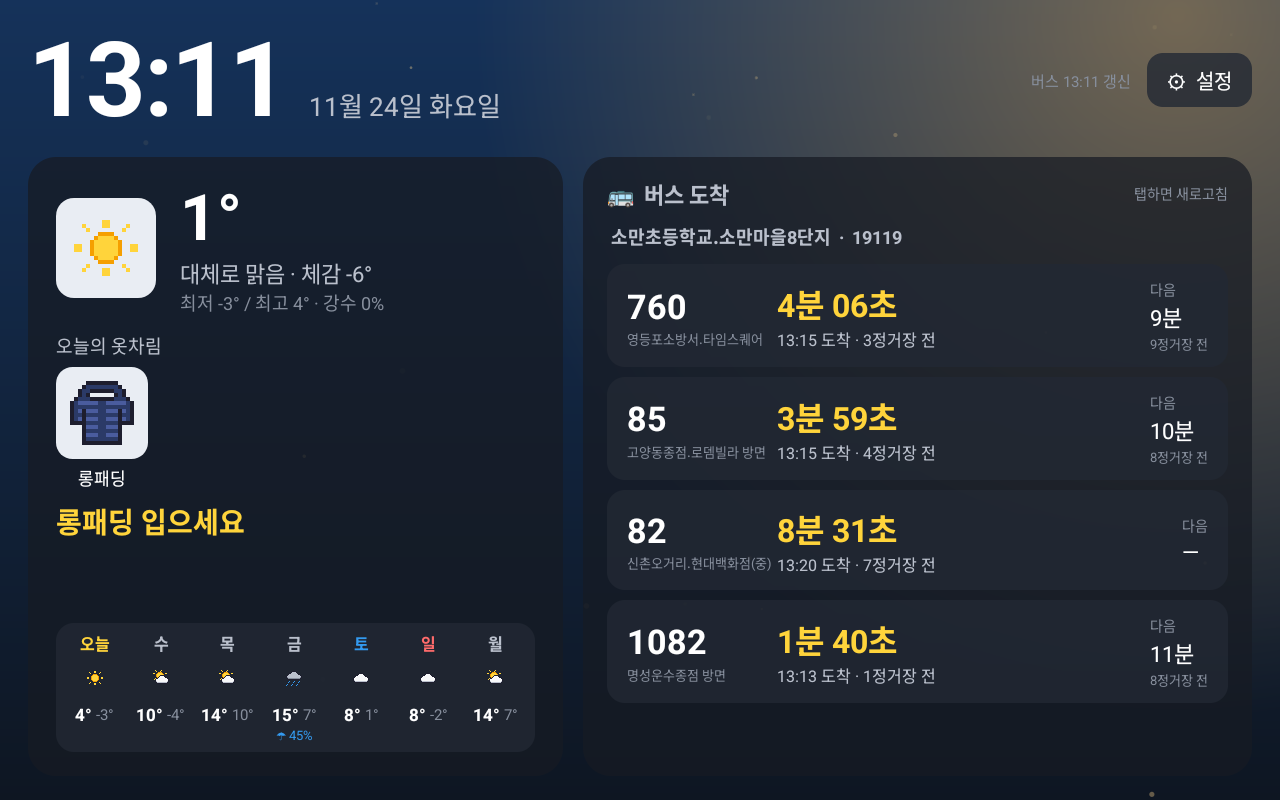 13:11
11월 24일 화요일
버스 13:11 갱신
설정
1°
대체로 맑음 · 체감 -6°
최저 -3° / 최고 4° · 강수 0%
오늘의 옷차림
롱패딩
롱패딩 입으세요
오늘 수 목 금 토 일 월
4° -3° 10° -4° 14° 10° 15° 7° 8° 1° 8° -2° 14° 7°
☂ 45%
버스 도착
탭하면 새로고침
소만초등학교.소만마을8단지 · 19119
760
영등포소방서.타임스퀘어
4분 06초
13:15 도착 · 3정거장 전
다음
9분
9정거장 전
85
고양동종점.로뎀빌라 방면
3분 59초
13:15 도착 · 4정거장 전
다음
10분
8정거장 전
82
신촌오거리.현대백화점(중)
8분 31초
13:20 도착 · 7정거장 전
다음
–
1082
명성운수종점 방면
1분 40초
13:13 도착 · 1정거장 전
다음
11분
8정거장 전